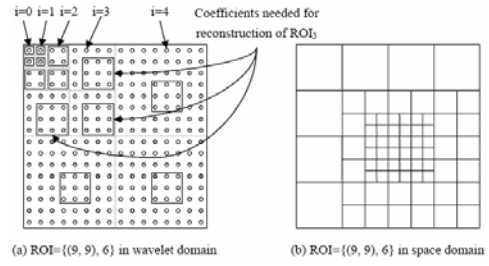 i=0 i=1 i=2 i=3 i=4 Coefficients needed for
reconstruction of ROI3
(a) ROI={(9, 9), 6} in wavelet domain (b) ROI={(9, 9), 6} in space domain